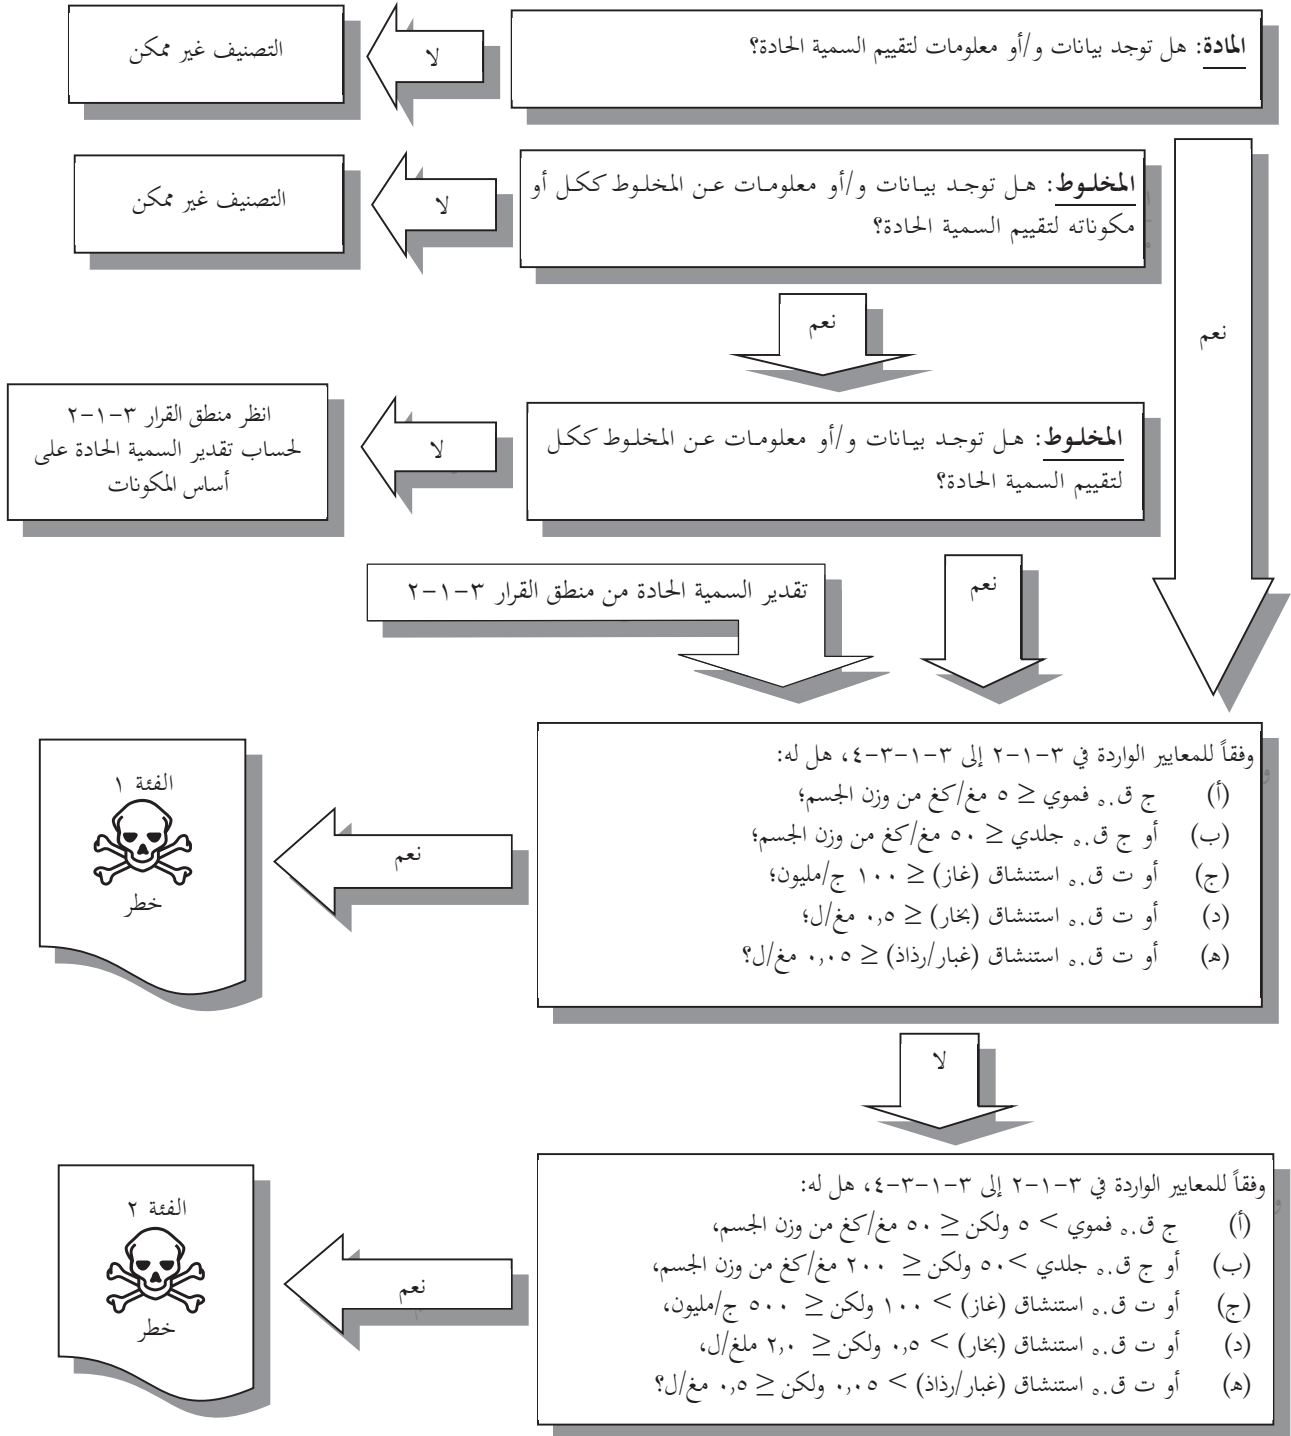 المادة: هل توجد بيانات و/أو معلومات لتقييم السمية الحادة؟
لا
التصنيف غير ممكن
المخلوط: هل توجد بيانات و/أو معلومات عن المخلوط ككل أو
مكوناته لتقييم السمية الحادة؟
لا
التصنيف غير ممكن
نعم
نعم
المخلوط: هل توجد بيانات و/أو معلومات عن المخلوط ككل
لتقييم السمية الحادة؟
لا
انظر منطق القرار ٣-١-٢
لحساب تقدير السمية الحادة على
أساس المكونات
نعم
تقدير السمية الحادة من منطق القرار ٣-١-٢
وفقاً للمعايير الواردة في ٣-١-٢ إلى ٣-١-٣-٤، هل له:
(أ) ج ق.٥ فموي ≤ ٥ مغ/كغ من وزن الجسم؛
(ب) أو ج ق.٥ جلدي ≤ ٥٠ مغ/كغ من وزن الجسم؛
(ج) أو ت ق.٥ استنشاق (غاز) ≤ ١٠٠ ج/مليون؛
(د) أو ت ق.٥ استنشاق (بخار) ≤ ٠,٥ مغ/ل؛
(ه) أو ت ق.٥ استنشاق (غبار/رذاذ) ≤ ٠,٠٥ مغ/ل؟
نعم
الفئة ١
خطر
لا
وفقاً للمعايير الواردة في ٣-١-٢ إلى ٣-١-٣-٤، هل له:
(أ) ج ق.٥ فموي > ٥ ولكن ≤ ٥٠ مغ/كغ من وزن الجسم،
(ب) أو ج ق.٥ جلدي >٥٠ ولكن ≤ ٢٠٠ مغ/كغ من وزن الجسم،
(ج) أو ت ق.٥ استنشاق (غاز) > ١٠٠ ولكن ≤ ٥٠٠ ج/مليون،
(د) أو ت ق.٥ استنشاق (بخار) > ٠,٥ ولكن ≤ ٢,٠ ملغ/ل،
(ه) أو ت ق.٥ استنشاق (غبار/رذاذ) > ٠,٠٥ ولكن ≤ ٠,٥ مغ/ل؟
نعم
الفئة ٢
خطر